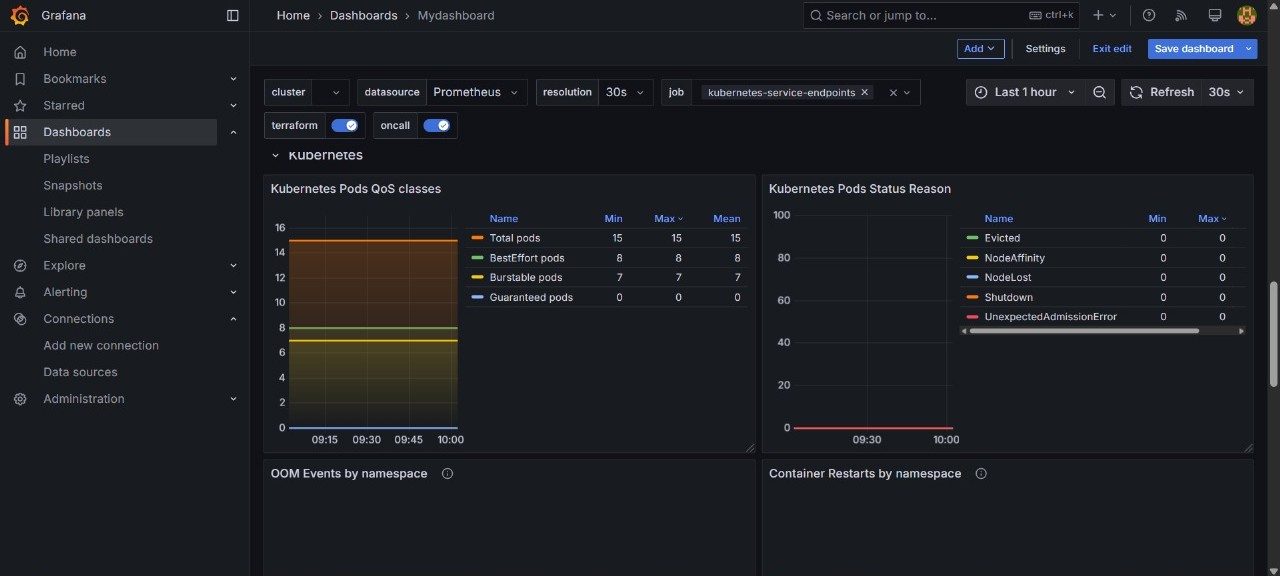 Grafana
Home › Dashboards › Mydashboard
Search or jump to... ctrl+k
Add Settings Exit edit Save dashboard
Home
Bookmarks
Starred
Dashboards
Playlists
Snapshots
Library panels
Shared dashboards
Explore
Alerting
Connections
Add new connection
Data sources
Administration
cluster datasource Prometheus resolution 30s job kubernetes-service-endpoints Last 1 hour Refresh 30s
terraform oncall
Kubernetes
Kubernetes Pods QoS classes
16
14
12
10
8
6
4
2
0
09:15 09:30 09:45 10:00
Name Min Max Mean
Total pods 15 15 15
BestEffort pods 8 8 8
Burstable pods 7 7 7
Guaranteed pods 0 0 0
Kubernetes Pods Status Reason
100
80
60
40
20
0
09:30 10:00
Name Min Max
Evicted 0 0
NodeAffinity 0 0
NodeLost 0 0
Shutdown 0 0
UnexpectedAdmissionError 0 0
OOM Events by namespace
Container Restarts by namespace